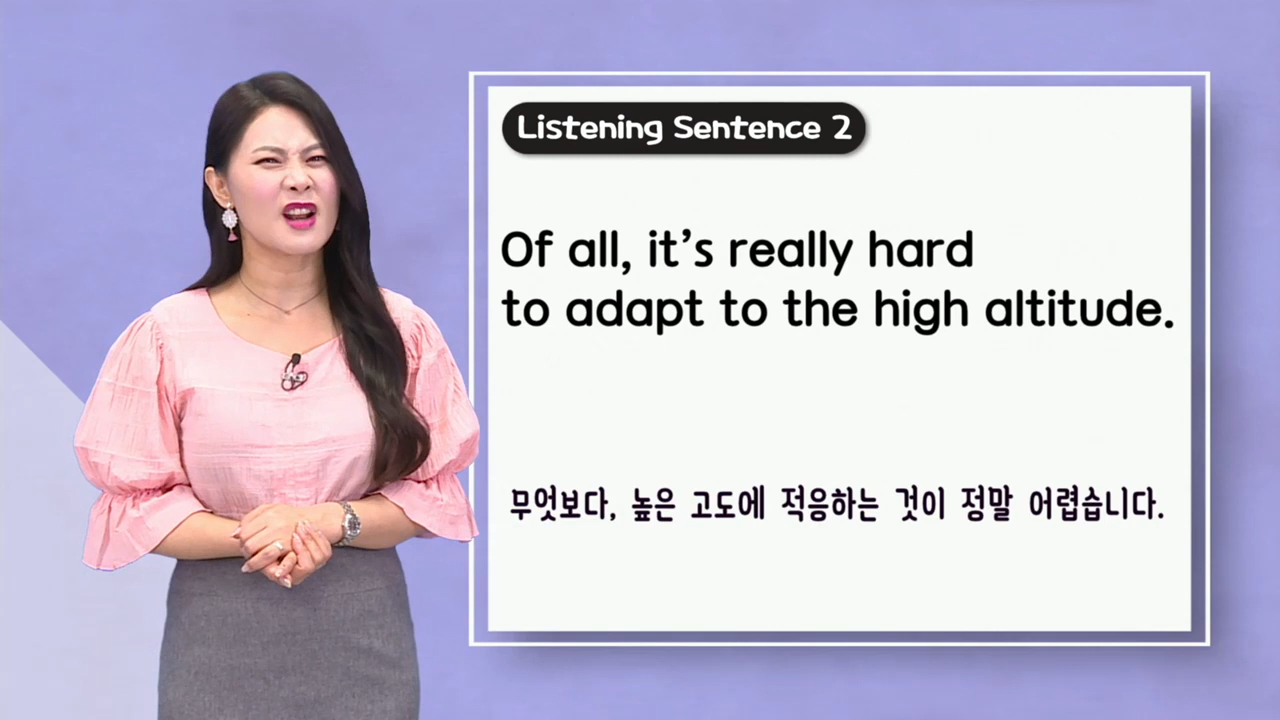 Listening Sentence 2
Of all, it's really hard
to adapt to the high altitude.
무엇보다, 높은 고도에 적응하는 것이 정말 어렵습니다.